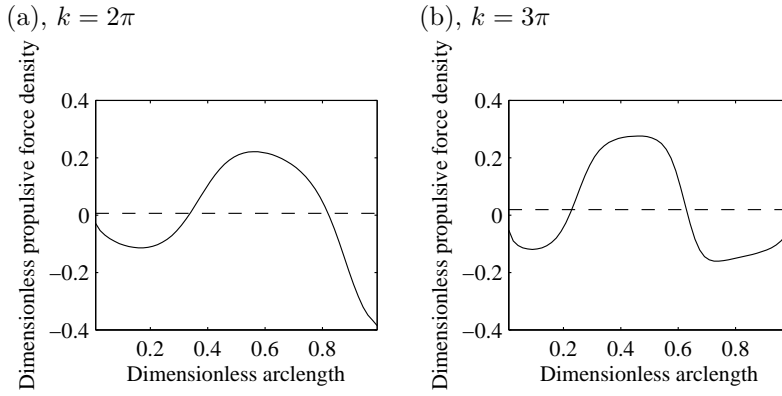 (a), k = 2π
Dimensionless propulsive force density
0.4
0.2
0
−0.2
−0.4
0.2 0.4 0.6 0.8
Dimensionless arclength
(b), k = 3π
Dimensionless propulsive force density
0.4
0.2
0
−0.2
−0.4
0.2 0.4 0.6 0.8
Dimensionless arclength